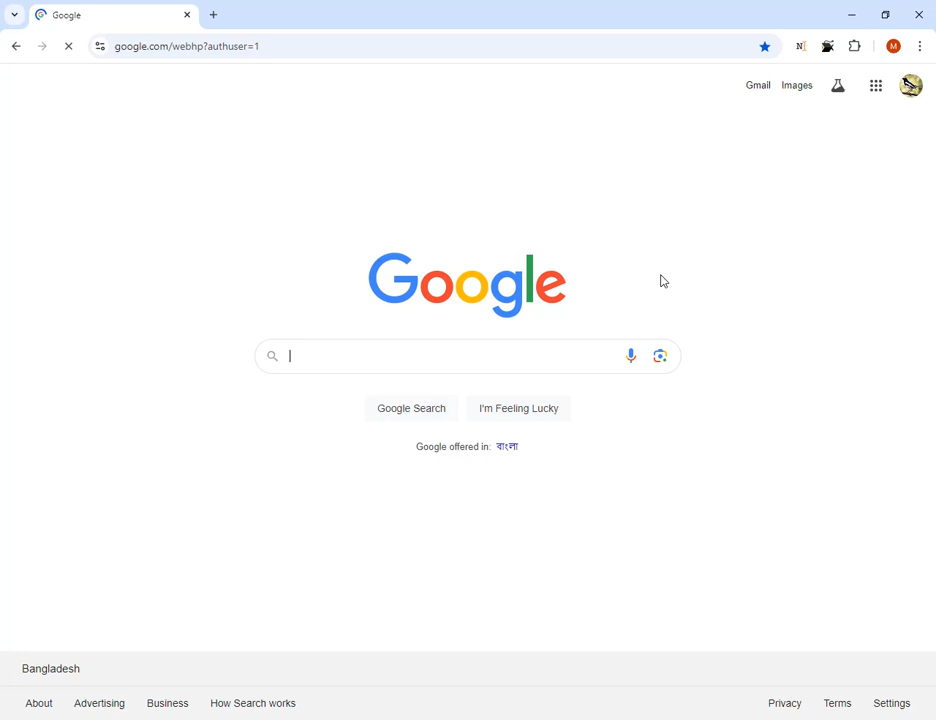 Google
google.com/webhp?authuser=1
M
Gmail Images
Google
Google Search I'm Feeling Lucky
Google offered in: বাংলা
Bangladesh
About Advertising Business How Search works Privacy Terms Settings